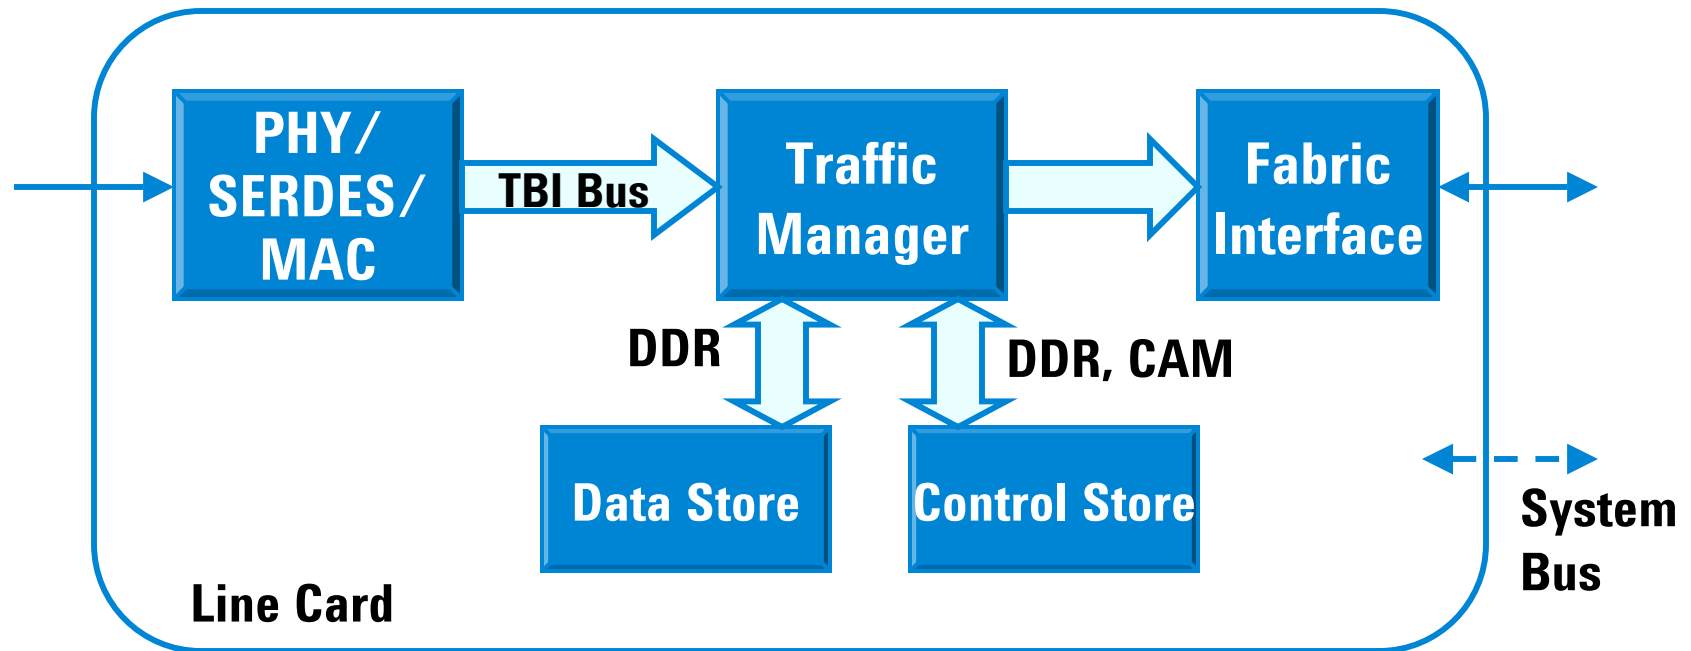 PHY/
SERDES/
MAC
TBI Bus
Traffic
Manager
Fabric
Interface
DDR
DDR, CAM
Data Store
Control Store
System
Bus
Line Card